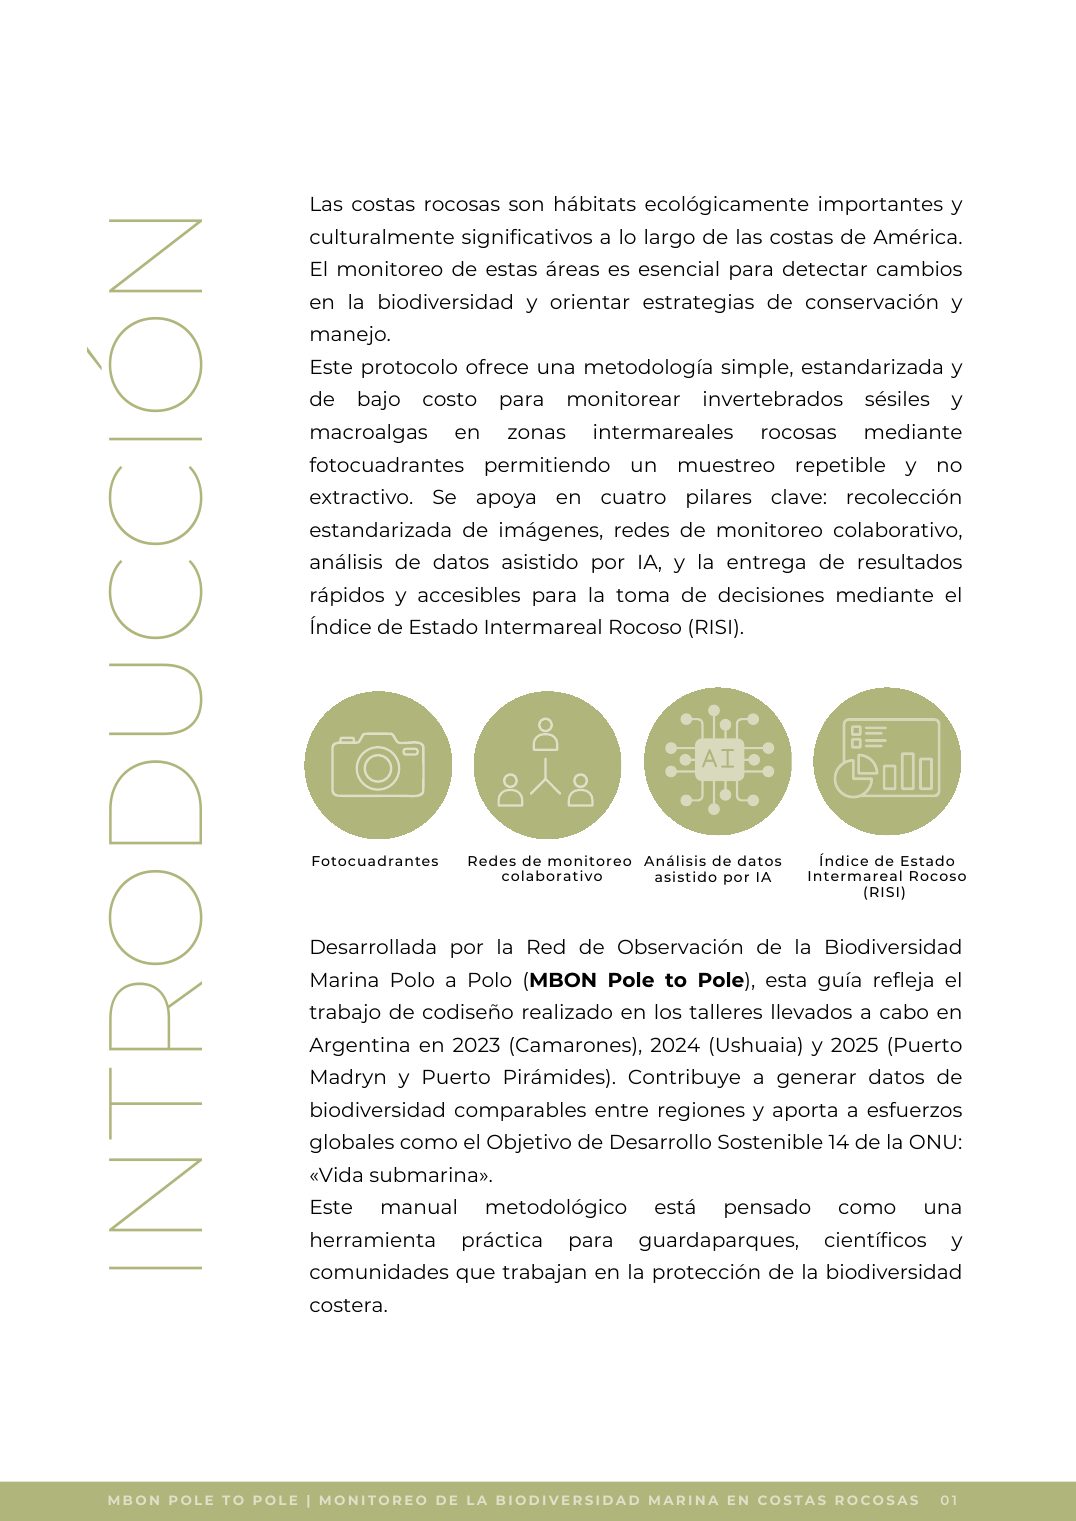 INTRODUCCIÓN
Las costas rocosas son hábitats ecológicamente importantes y
culturalmente significativos a lo largo de las costas de América.
El monitoreo de estas áreas es esencial para detectar cambios
en la biodiversidad y orientar estrategias de conservación y
manejo.
Este protocolo ofrece una metodología simple, estandarizada y
de bajo costo para monitorear invertebrados sésiles y
macroalgas en zonas intermareales rocosas mediante
fotocuadrantes permitiendo un muestreo repetible y no
extractivo. Se apoya en cuatro pilares clave: recolección
estandarizada de imágenes, redes de monitoreo colaborativo,
análisis de datos asistido por IA, y la entrega de resultados
rápidos y accesibles para la toma de decisiones mediante el
Índice de Estado Intermareal Rocoso (RISI).
AI
Fotocuadrantes
Redes de monitoreo
colaborativo
Análisis de datos
asistido por IA
Índice de Estado
Intermareal Rocoso
(RISI)
Desarrollada por la Red de Observación de la Biodiversidad
Marina Polo a Polo (MBON Pole to Pole), esta guía refleja el
trabajo de codiseño realizado en los talleres llevados a cabo en
Argentina en 2023 (Camarones), 2024 (Ushuaia) y 2025 (Puerto
Madryn y Puerto Pirámides). Contribuye a generar datos de
biodiversidad comparables entre regiones y aporta a esfuerzos
globales como el Objetivo de Desarrollo Sostenible 14 de la ONU:
«Vida submarina».
Este manual metodológico está pensado como una
herramienta práctica para guardaparques, científicos y
comunidades que trabajan en la protección de la biodiversidad
costera.
MBON POLE TO POLE | MONITOREO DE LA BIODIVERSIDAD MARINA EN COSTAS ROCOSAS 01